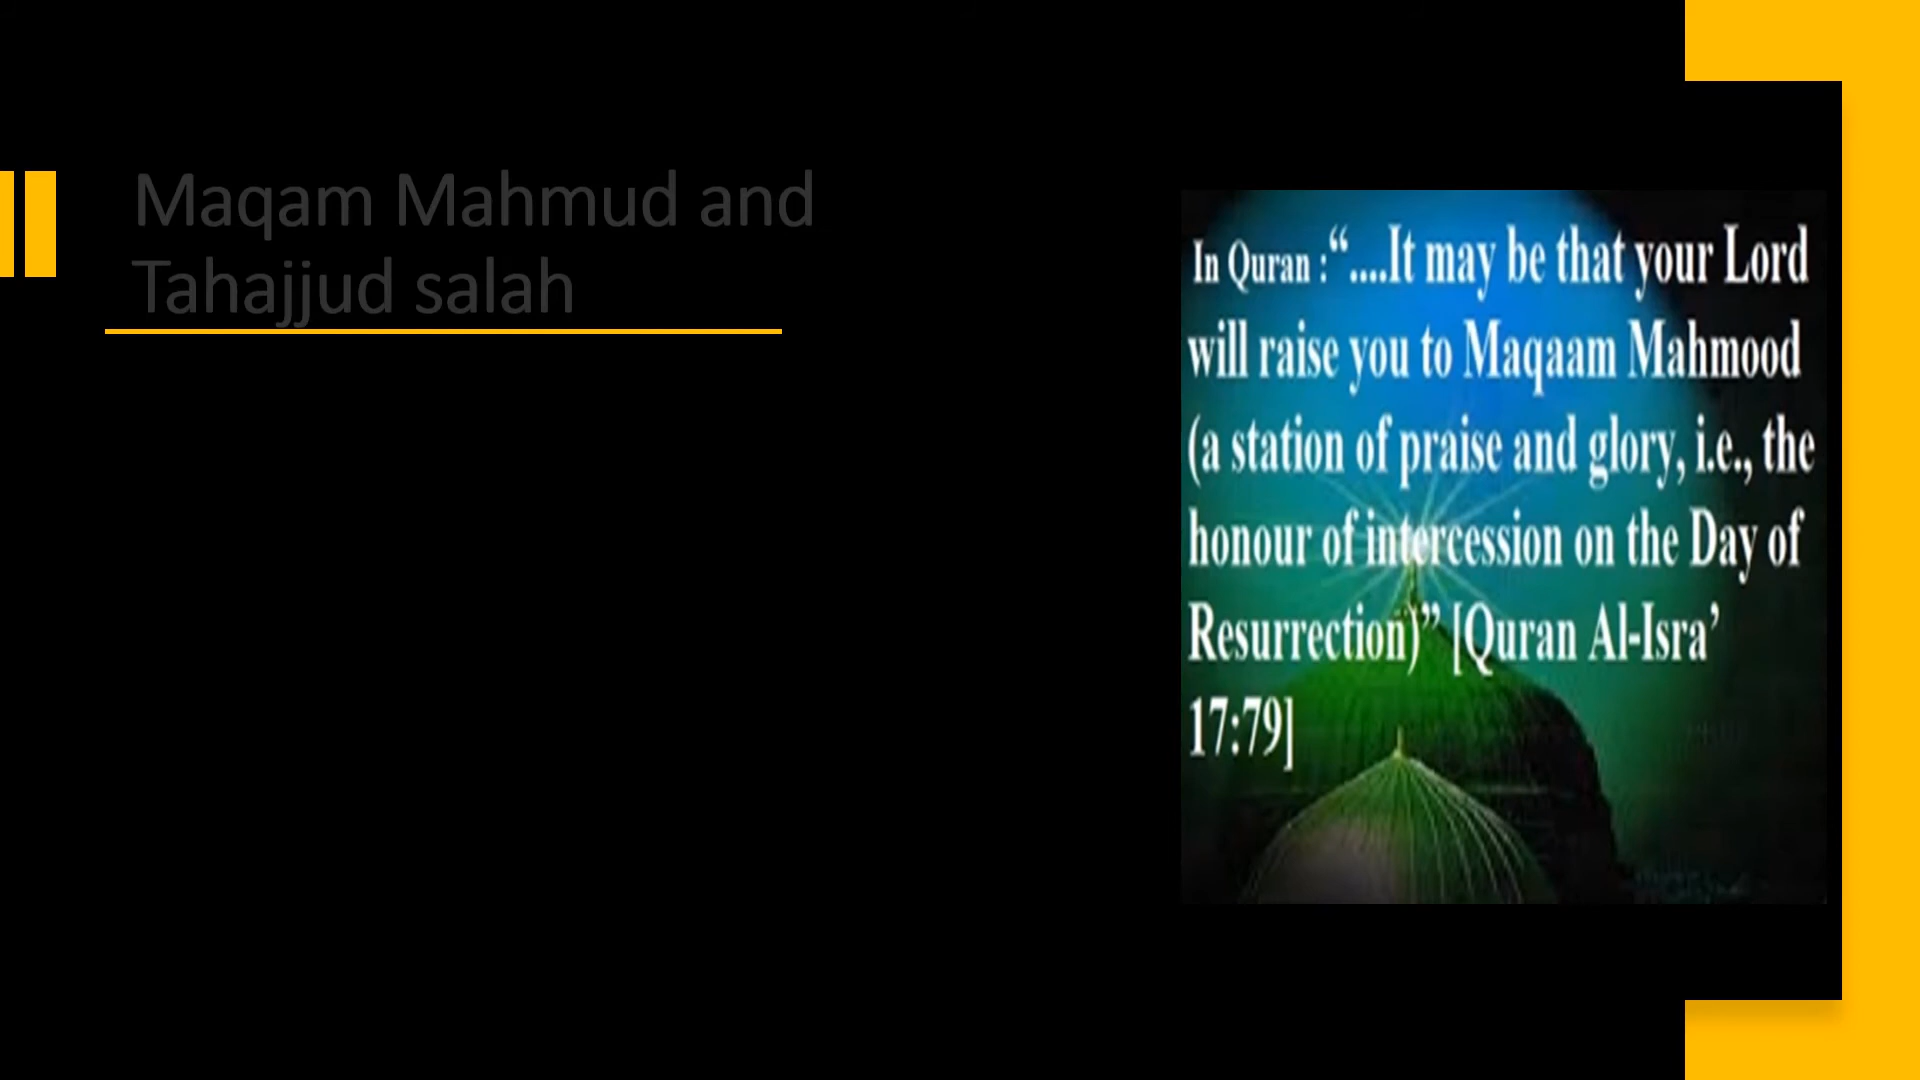 Maqam Mahmud and
Tahajjud salah
In Quran :“....It may be that your Lord
will raise you to Maqaam Mahmood
(a station of praise and glory, i.e., the
honour of intercession on the Day of
Resurrection)” [Quran Al-Isra’
17:79]